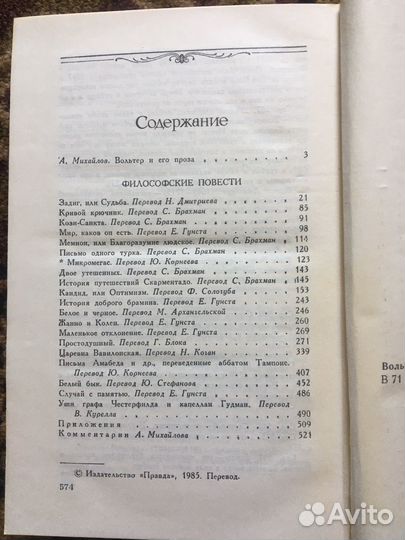 Содержание
А. Михайлов. Вольтер и его проза 3
ФИЛОСОФСКИЕ ПОВЕСТИ
Задиг, или Судьба. Перевод Н. Дмитриева 21
Кривой крючник. Перевод С. Брахман 85
Кози-Санкта. Перевод С. Брахман 91
Мир, каков он есть. Перевод Е. Гунста 98
Мемнон, или Благоразумие людское. Перевод С. Брахман 114
Письмо одного турка. Перевод С. Брахман 120
* Микромегас. Перевод Ю. Корнеева 123
Двое утешенных. Перевод С. Брахман 143
История путешествий Скарментадо. Перевод С. Брахман 145
Кандид, или Оптимизм. Перевод Ф. Сологуба
История доброго брамина. Перевод Е. Гунста 243
Белое и черное. Перевод М. Архангельской 246
Жанно и Колен. Перевод Е. Гунста 260
Маленькое отклонение. Перевод Е. Гунста 269
Простодушный. Перевод Г. Блока 271
Царевна Вавилонская. Перевод Н. Коган 339
Письма Амабеда и др., переведенные аббатом Тампоне.
Перевод Ю. Корнеева 407
Белый бык. Перевод Ю. Стефанова 452
Случай с памятью. Перевод Е. Гунста 486
Уши графа Честерфилда и капеллан Гудман. Перевод
В. Курелла 490
Приложения 509
Комментарии А. Михайлова 521
© Издательство «Правда», 1985. Перевод.
574
Воль
В 71
Avito